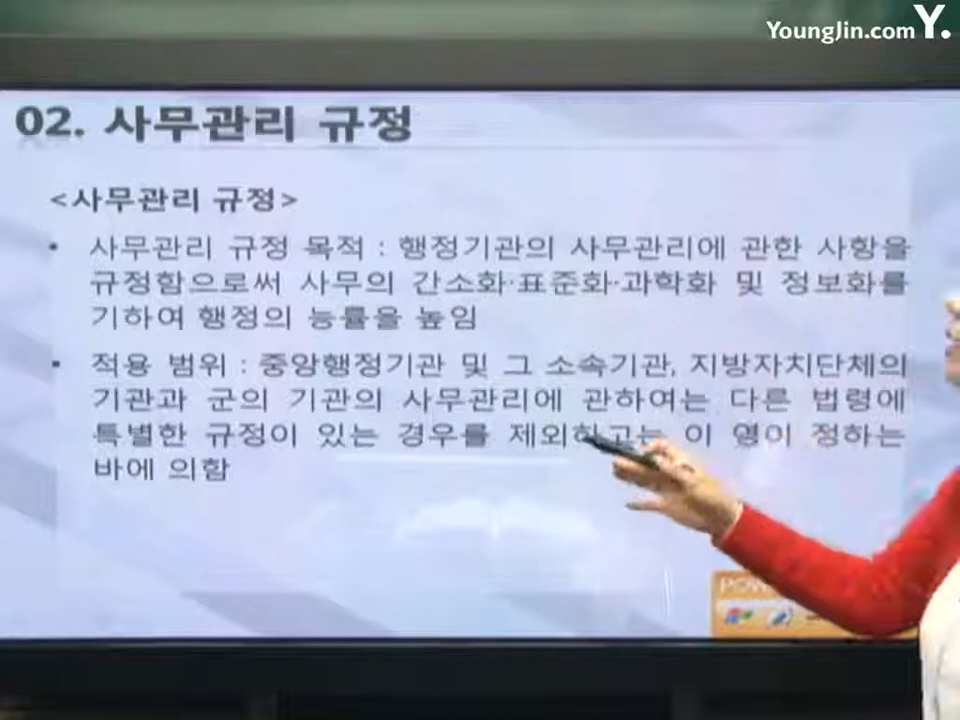 YoungJin.com Y.
02. 사무관리 규정
<사무관리 규정>
• 사무관리 규정 목적 : 행정기관의 사무관리에 관한 사항을
규정함으로써 사무의 간소화·표준화·과학화 및 정보화를
기하여 행정의 능률을 높임
• 적용 범위 : 중앙행정기관 및 그 소속기관, 지방자치단체의
기관과 군의 기관의 사무관리에 관하여는 다른 법령에
특별한 규정이 있는 경우를 제외하고는 이 영이 정하는
바에 의함